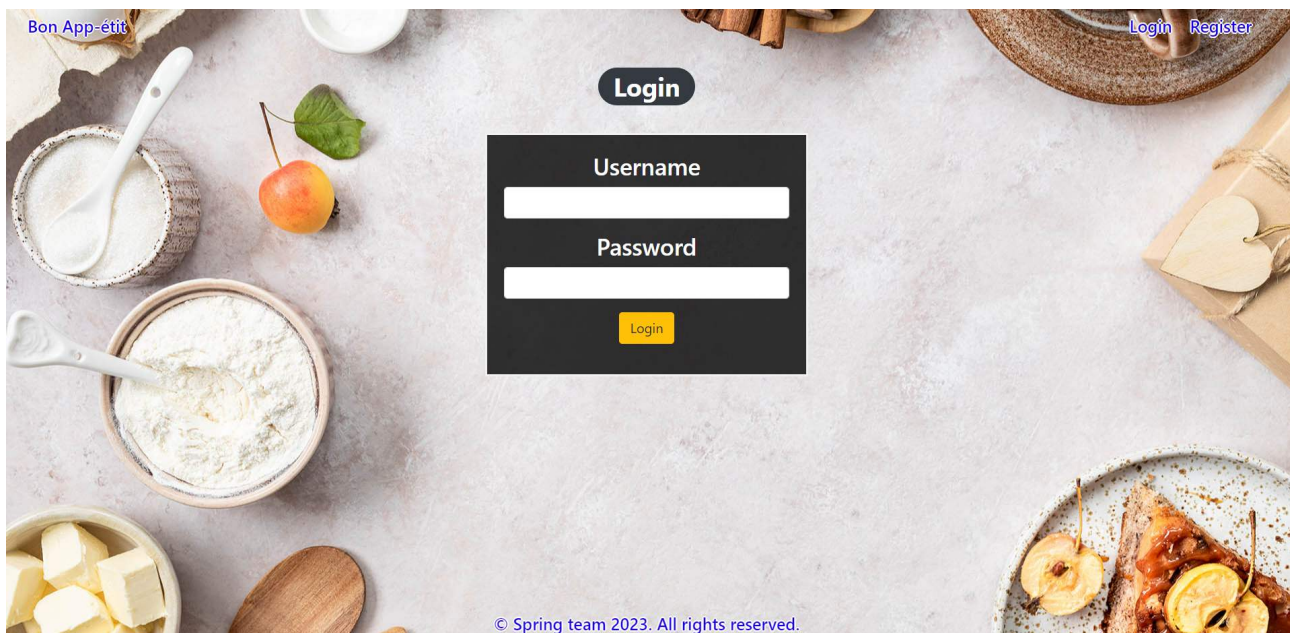 Bon App-étit
Login Register
Login
Username
Password
Login
© Spring team 2023. All rights reserved.